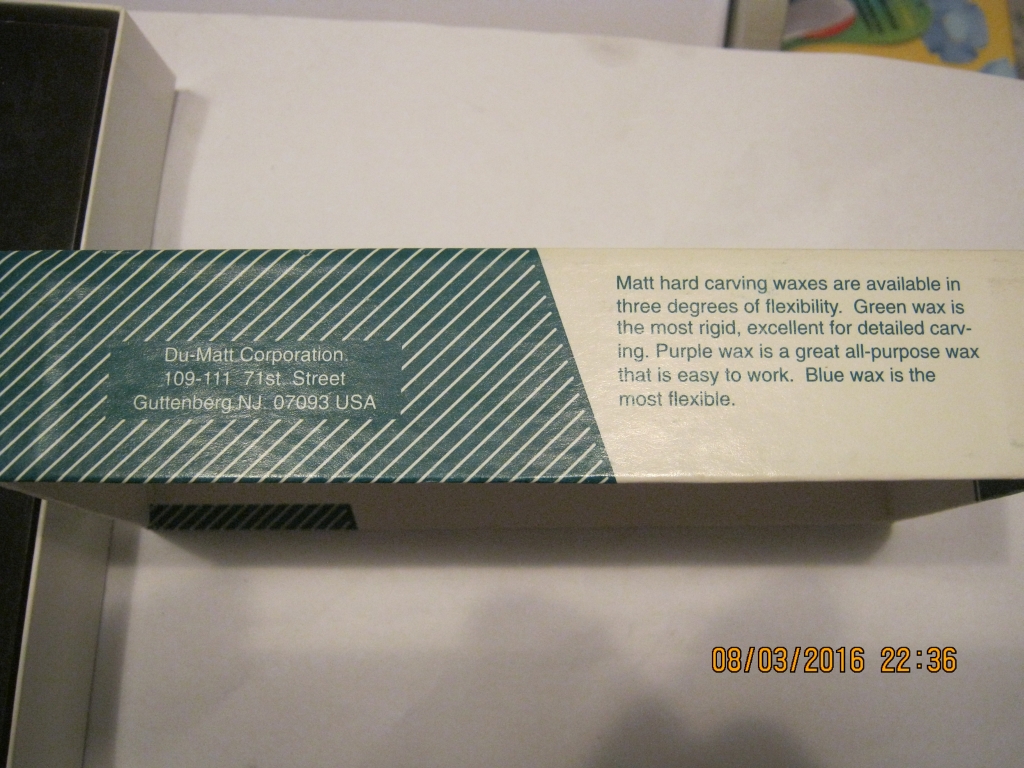 Du-Matt Corporation.
109-111 71st. Street
Guttenberg,NJ. 07093 USA
Matt hard carving waxes are available in
three degrees of flexibility. Green wax is
the most rigid, excellent for detailed carv-
ing. Purple wax is a great all-purpose wax
that is easy to work. Blue wax is the
most flexible.
08/03/2016 22:36